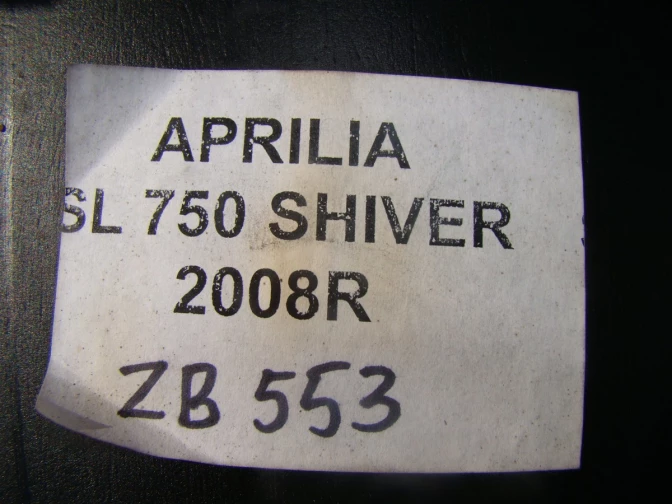 APRILIA
SL 750 SHIVER
2008R
ZB 553